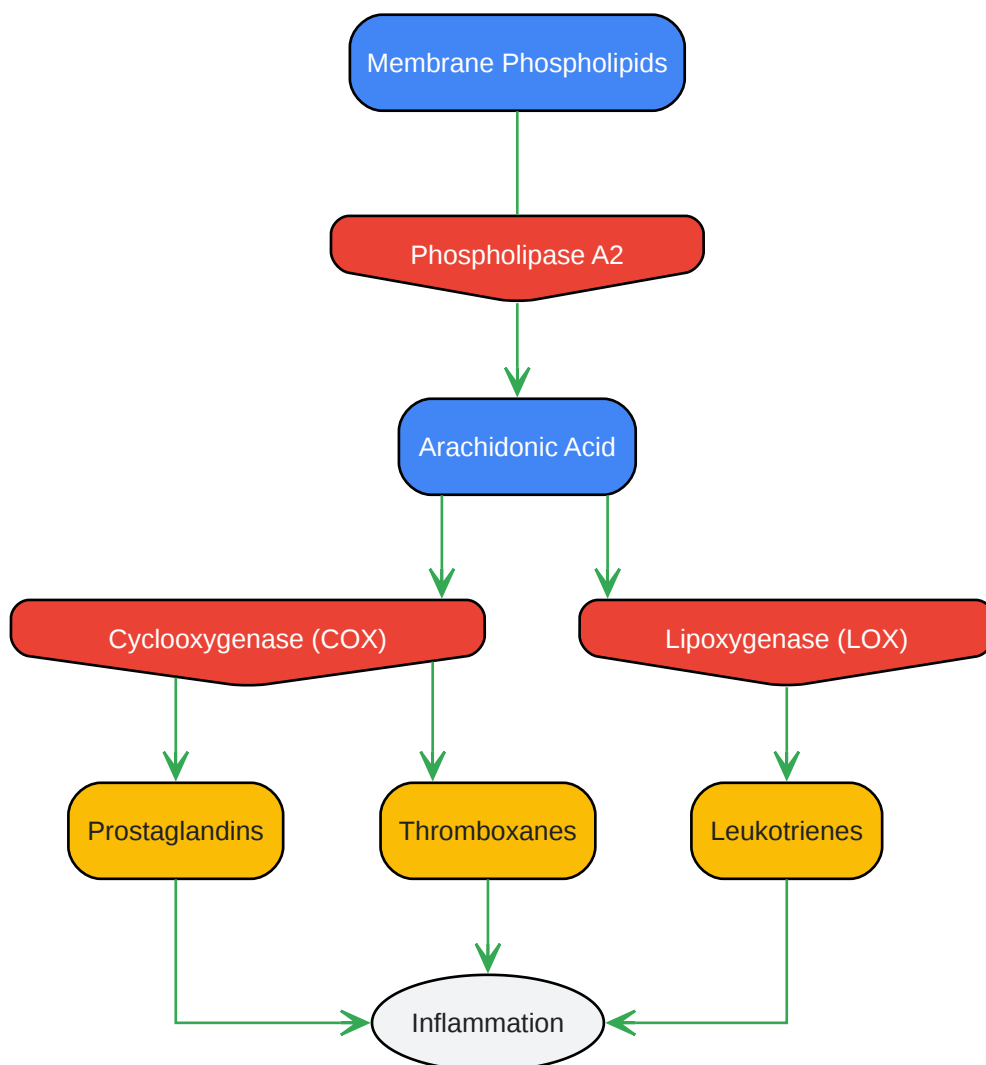 Membrane Phospholipids
Phospholipase A2
Arachidonic Acid
Cyclooxygenase (COX)
Lipoxygenase (LOX)
Prostaglandins
Thromboxanes
Leukotrienes
Inflammation